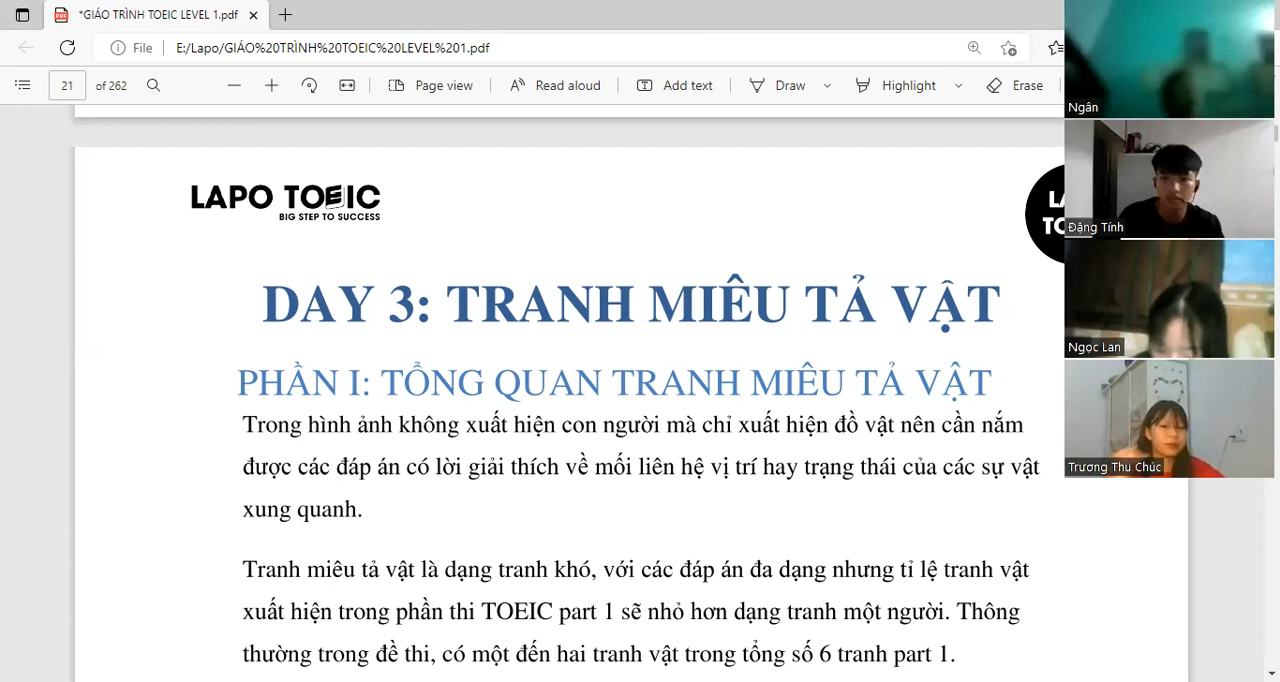 *GIÁO TRÌNH TOEIC LEVEL 1.pdf
File
E:/Lapo/GIÁO%20TRÌNH%20TOEIC%20LEVEL%201.pdf
21 of 262
Page view
Read aloud
Add text
Draw
Highlight
Erase
Ngân
LAPO TOEIC
BIG STEP TO SUCCESS
Đặng Tính
DAY 3: TRANH MIÊU TẢ VẬT
Ngọc Lan
PHẦN I: TỔNG QUAN TRANH MIÊU TẢ VẬT
Trong hình ảnh không xuất hiện con người mà chỉ xuất hiện đồ vật nên cần nắm
được các đáp án có lời giải thích về mối liên hệ vị trí hay trạng thái của các sự vật
xung quanh.
Trương Thu Chúc
Tranh miêu tả vật là dạng tranh khó, với các đáp án đa dạng nhưng tỉ lệ tranh vật
xuất hiện trong phần thi TOEIC part 1 sẽ nhỏ hơn dạng tranh một người. Thông
thường trong đề thi, có một đến hai tranh vật trong tổng số 6 tranh part 1.